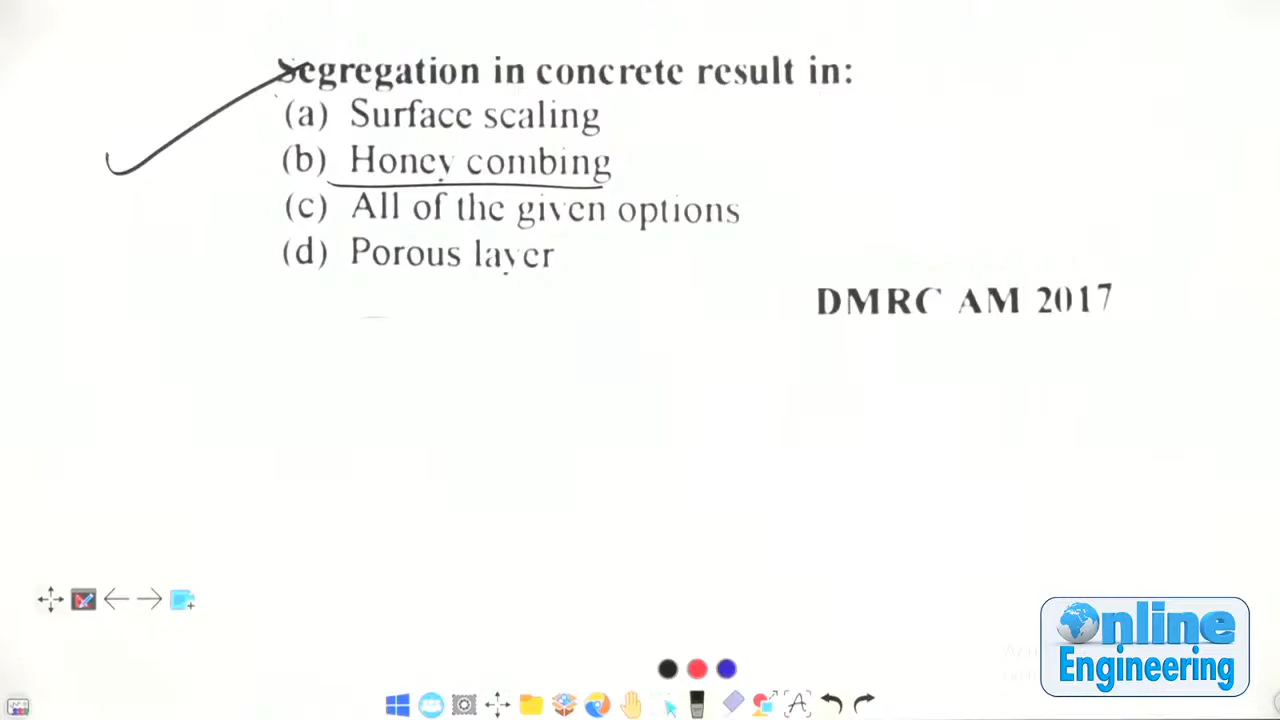 Segregation in concrete result in:
(a) Surface scaling
(b) Honey combing
(c) All of the given options
(d) Porous layer
DMRC AM 2017
Online
Engineering